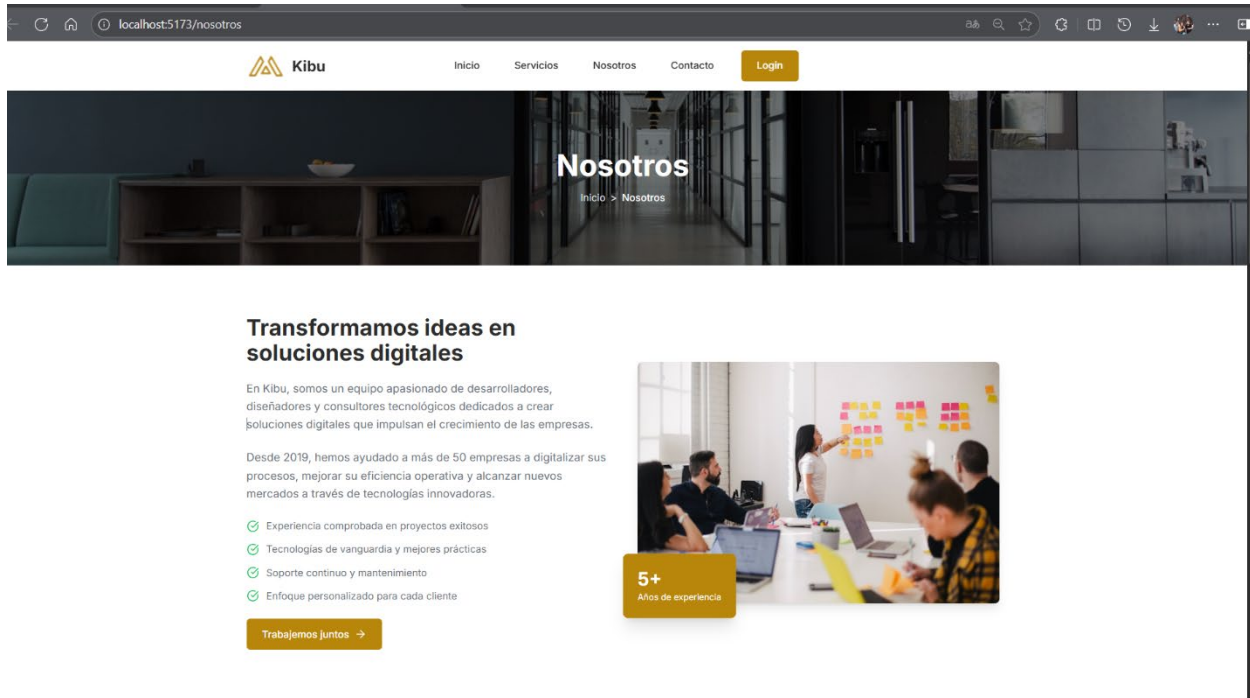 localhost:5173/nosotros
Kibu
Inicio
Servicios
Nosotros
Contacto
Login
Nosotros
Inicio > Nosotros
Transformamos ideas en
soluciones digitales
En Kibu, somos un equipo apasionado de desarrolladores,
diseñadores y consultores tecnológicos dedicados a crear
soluciones digitales que impulsan el crecimiento de las empresas.
Desde 2019, hemos ayudado a más de 50 empresas a digitalizar sus
procesos, mejorar su eficiencia operativa y alcanzar nuevos
mercados a través de tecnologías innovadoras.
Experiencia comprobada en proyectos exitosos
Tecnologías de vanguardia y mejores prácticas
Soporte continuo y mantenimiento
Enfoque personalizado para cada cliente
Trabajemos juntos →
5+
Años de experiencia